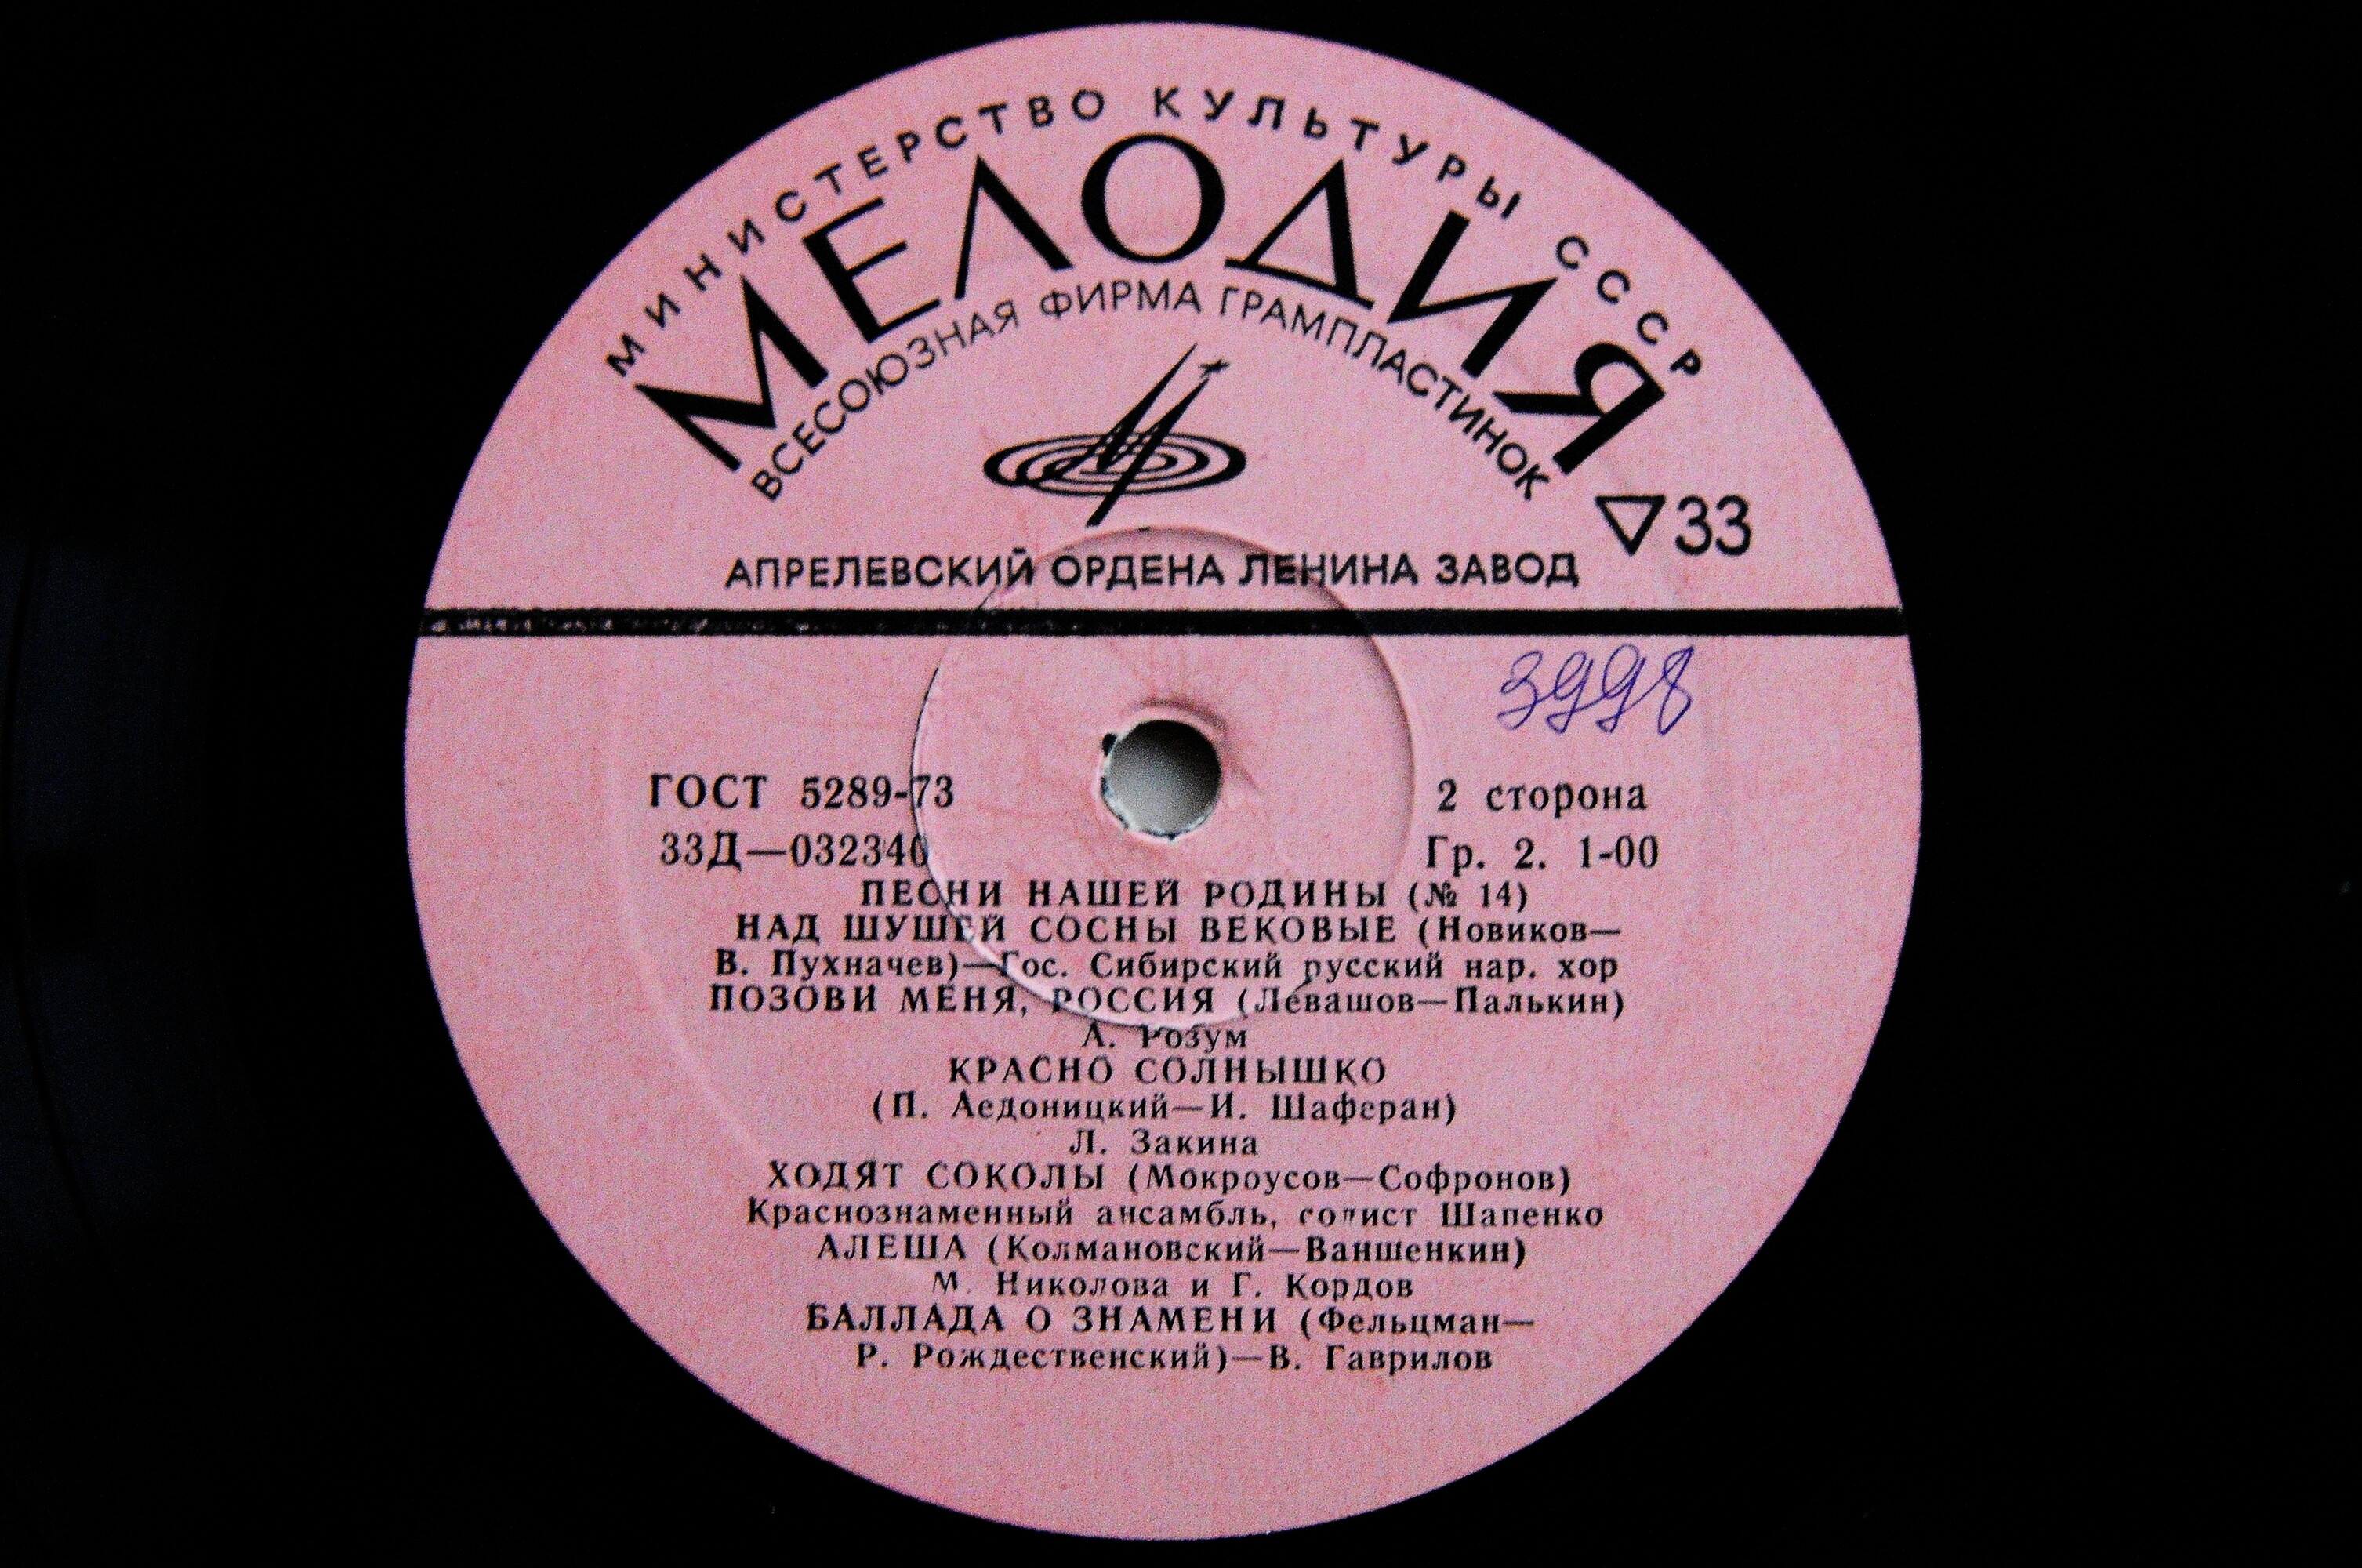 МИНИСТЕРСТВО КУЛЬТУРЫ СССР
МЕЛОДИЯ
ВСЕСОЮЗНАЯ ФИРМА ГРАМПЛАСТИНОК
33
АПРЕЛЕВСКИЙ ОРДЕНА ЛЕНИНА ЗАВОД
3998
ГОСТ 5289-73
2 сторона
33Д—032340
Гр. 2. 1-00
ПЕСНИ НАШЕЙ РОДИНЫ (№ 14)
НАД ШУШЕЙ СОСНЫ ВЕКОВЫЕ (Новиков—
В. Пухначев)—Гос. Сибирский русский нар. хор
ПОЗОВИ МЕНЯ, РОССИЯ (Левашов—Палькин)
А. Розум
КРАСНО СОЛНЫШКО
(П. Аедоницкий—И. Шаферан)
Л. Закина
ХОДЯТ СОКОЛЫ (Мокроусов—Софронов)
Краснознаменный ансамбль, солист Шапенко
АЛЕША (Колмановский—Ваншенкин)
М. Николова и Г. Кордов
БАЛЛАДА О ЗНАМЕНИ (Фельцман—
Р. Рождественский)—В. Гаврилов